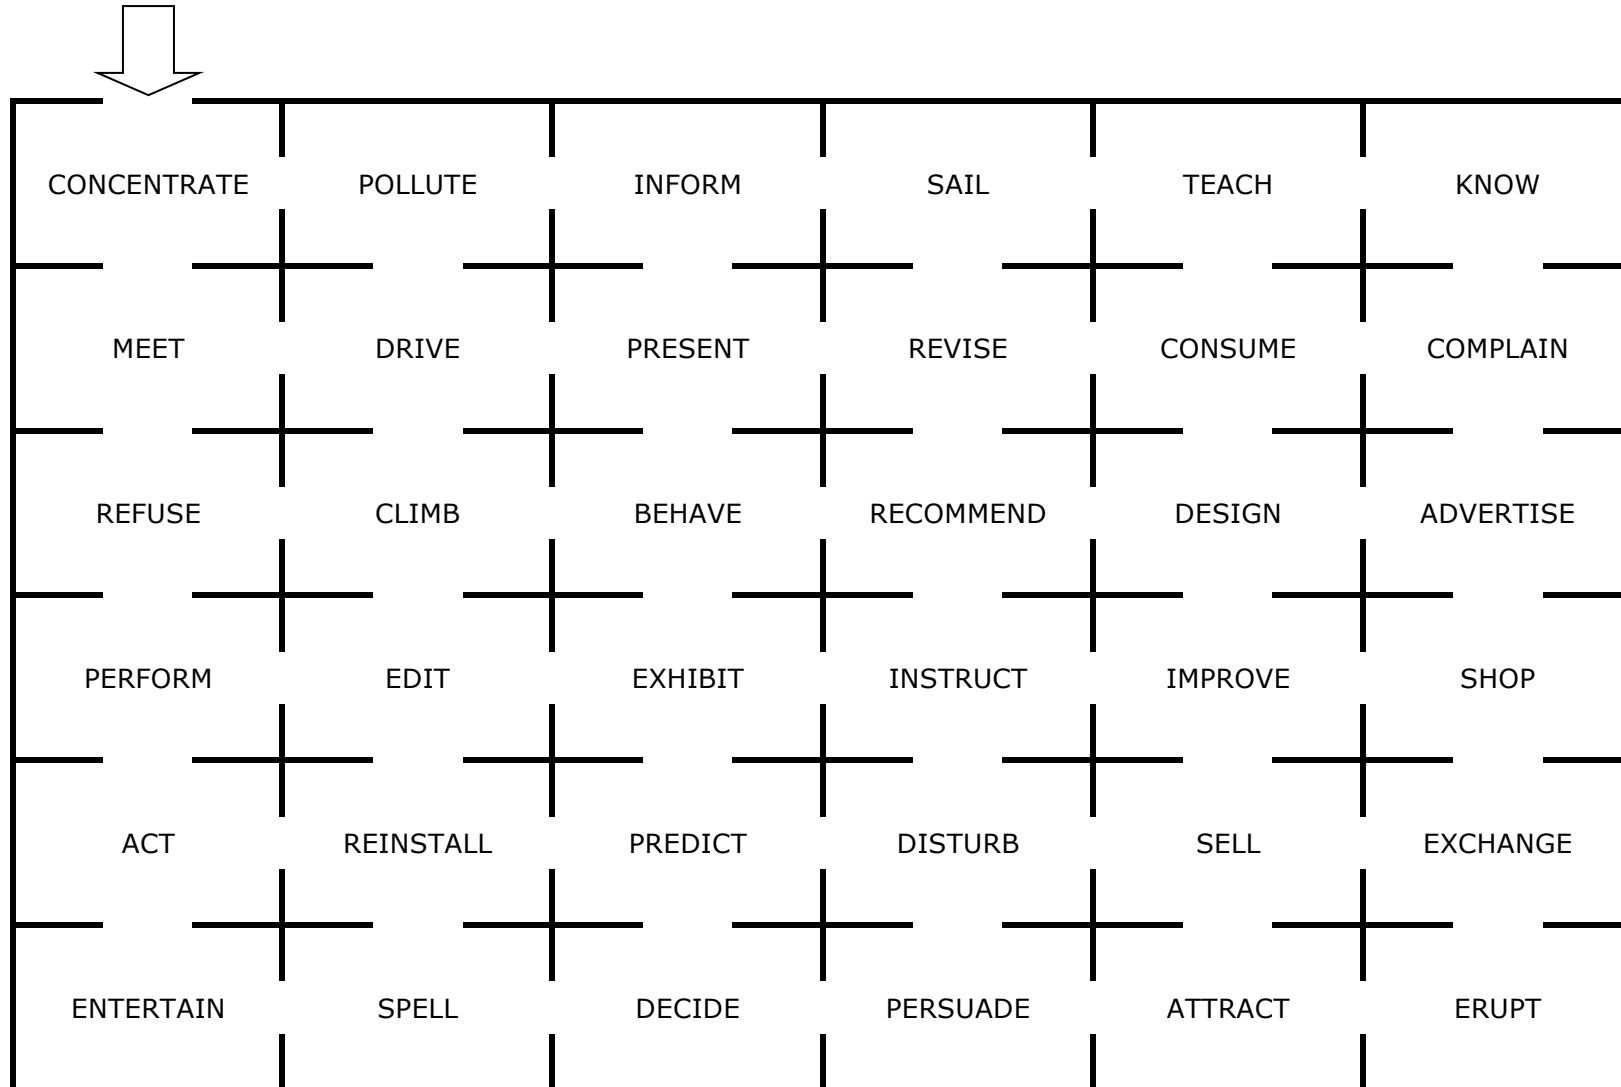 CONCENTRATE POLLUTE INFORM SAIL TEACH KNOW
MEET DRIVE PRESENT REVISE CONSUME COMPLAIN
REFUSE CLIMB BEHAVE RECOMMEND DESIGN ADVERTISE
PERFORM EDIT EXHIBIT INSTRUCT IMPROVE SHOP
ACT REINSTALL PREDICT DISTURB SELL EXCHANGE
ENTERTAIN SPELL DECIDE PERSUADE ATTRACT ERUPT